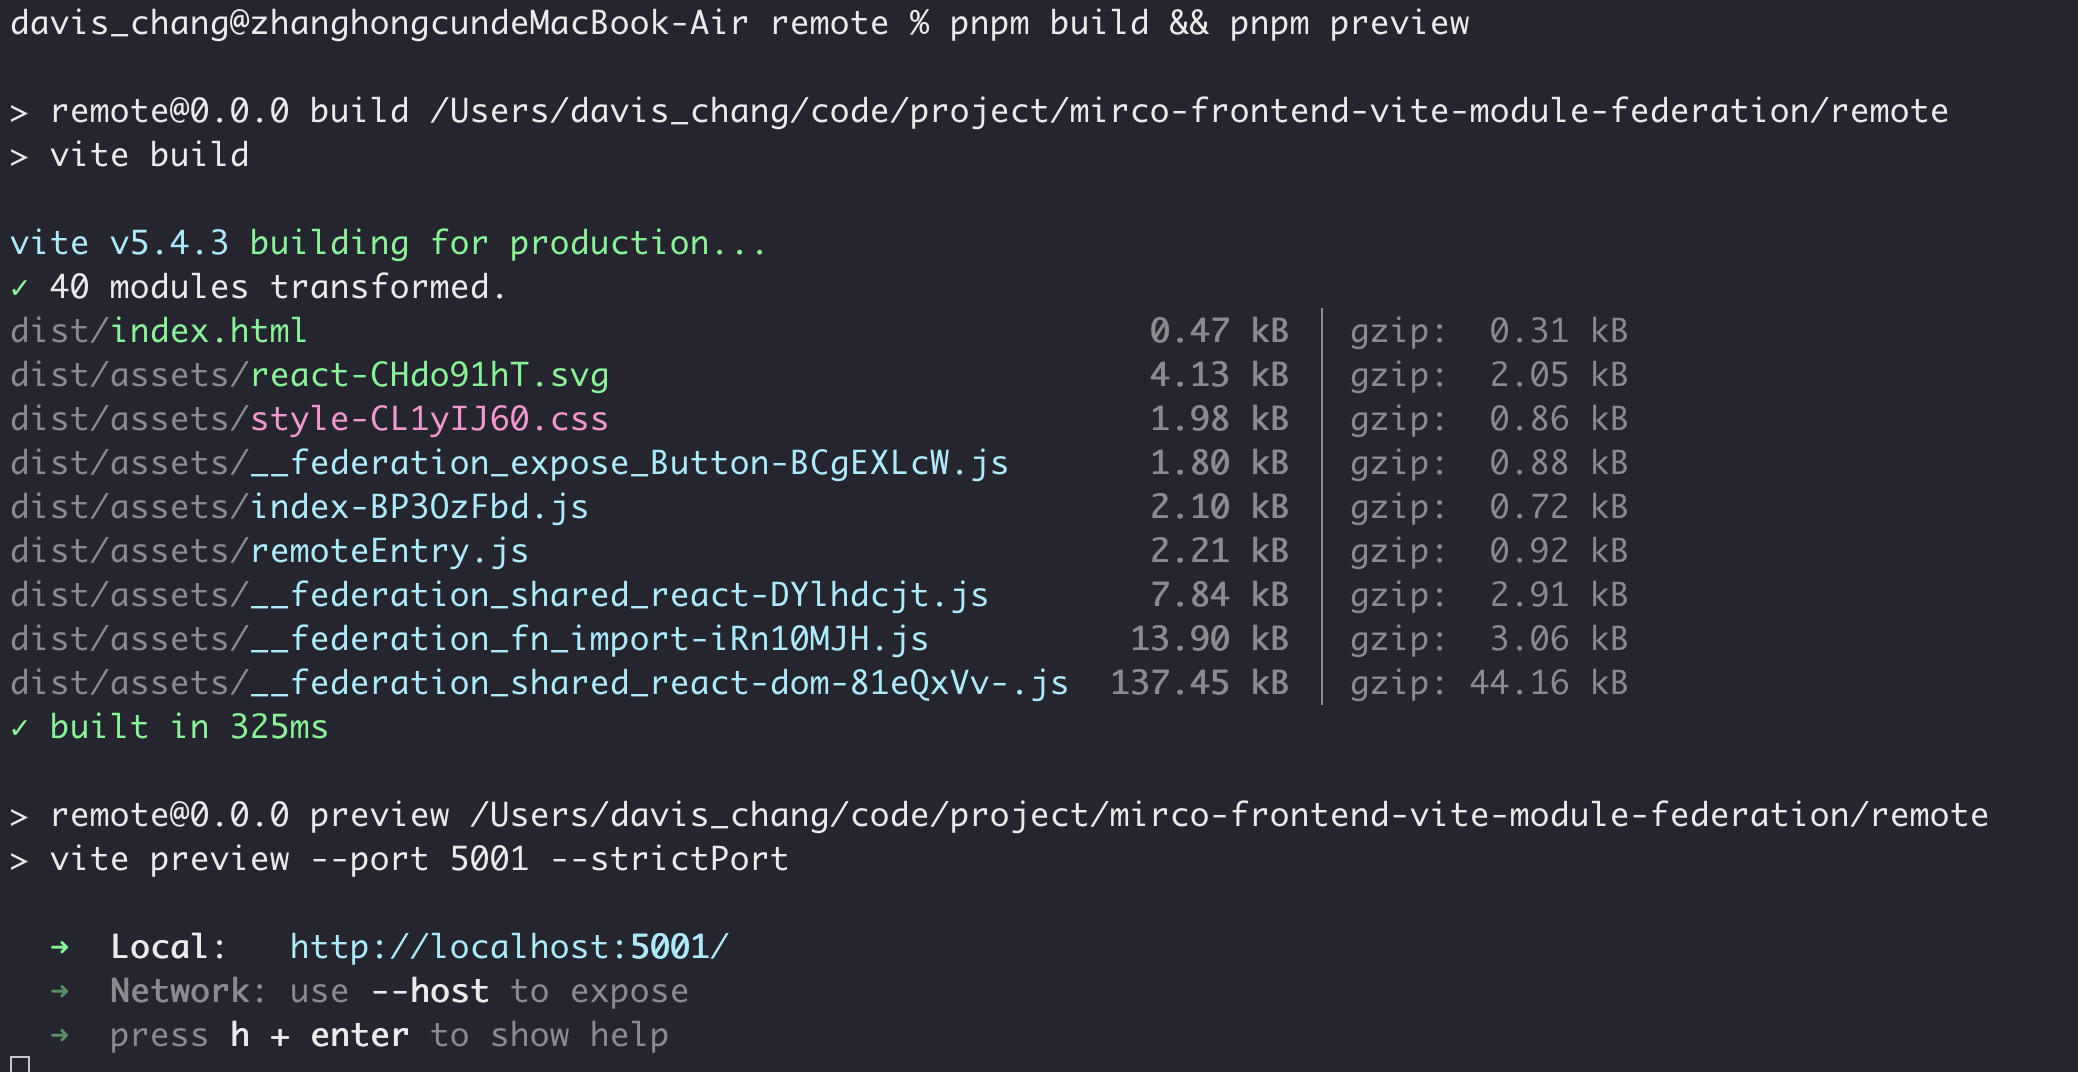 davis_chang@zhanghongcundeMacBook-Air remote % pnpm build && pnpm preview
> remote@0.0.0 build /Users/davis_chang/code/project/mirco-frontend-vite-module-federation/remote
> vite build
vite v5.4.3 building for production...
✓ 40 modules transformed.
dist/index.html 0.47 kB │ gzip: 0.31 kB
dist/assets/react-CHdo91hT.svg 4.13 kB │ gzip: 2.05 kB
dist/assets/style-CL1yIJ60.css 1.98 kB │ gzip: 0.86 kB
dist/assets/__federation_expose_Button-BCgEXLcW.js 1.80 kB │ gzip: 0.88 kB
dist/assets/index-BP3OzFbd.js 2.10 kB │ gzip: 0.72 kB
dist/assets/remoteEntry.js 2.21 kB │ gzip: 0.92 kB
dist/assets/__federation_shared_react-DYlhdcjt.js 7.84 kB │ gzip: 2.91 kB
dist/assets/__federation_fn_import-iRn10MJH.js 13.90 kB │ gzip: 3.06 kB
dist/assets/__federation_shared_react-dom-81eQxVv-.js 137.45 kB │ gzip: 44.16 kB
✓ built in 325ms
> remote@0.0.0 preview /Users/davis_chang/code/project/mirco-frontend-vite-module-federation/remote
> vite preview --port 5001 --strictPort
➜ Local: http://localhost:5001/
➜ Network: use --host to expose
➜ press h + enter to show help